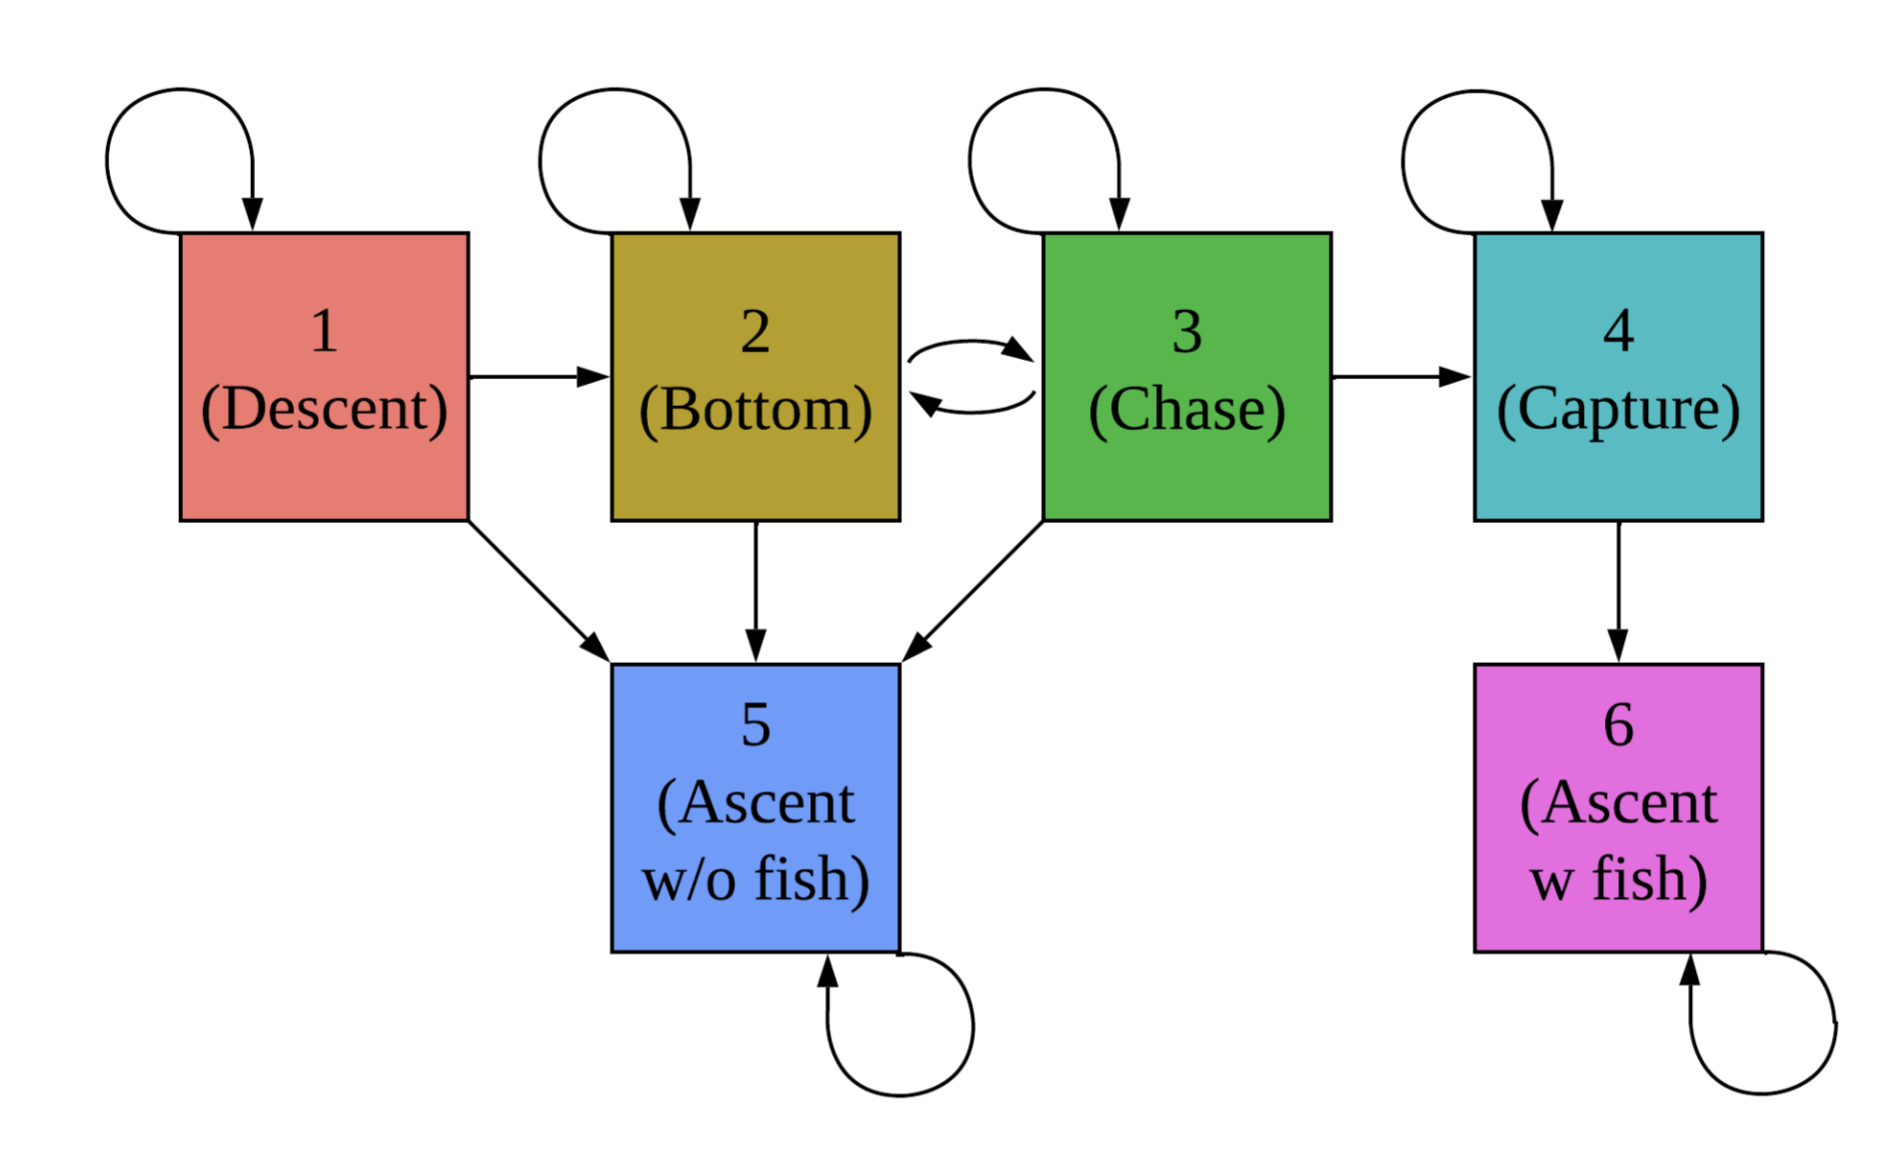 1
(Descent)
2
(Bottom)
3
(Chase)
4
(Capture)
5
(Ascent
w/o fish)
6
(Ascent
w fish)